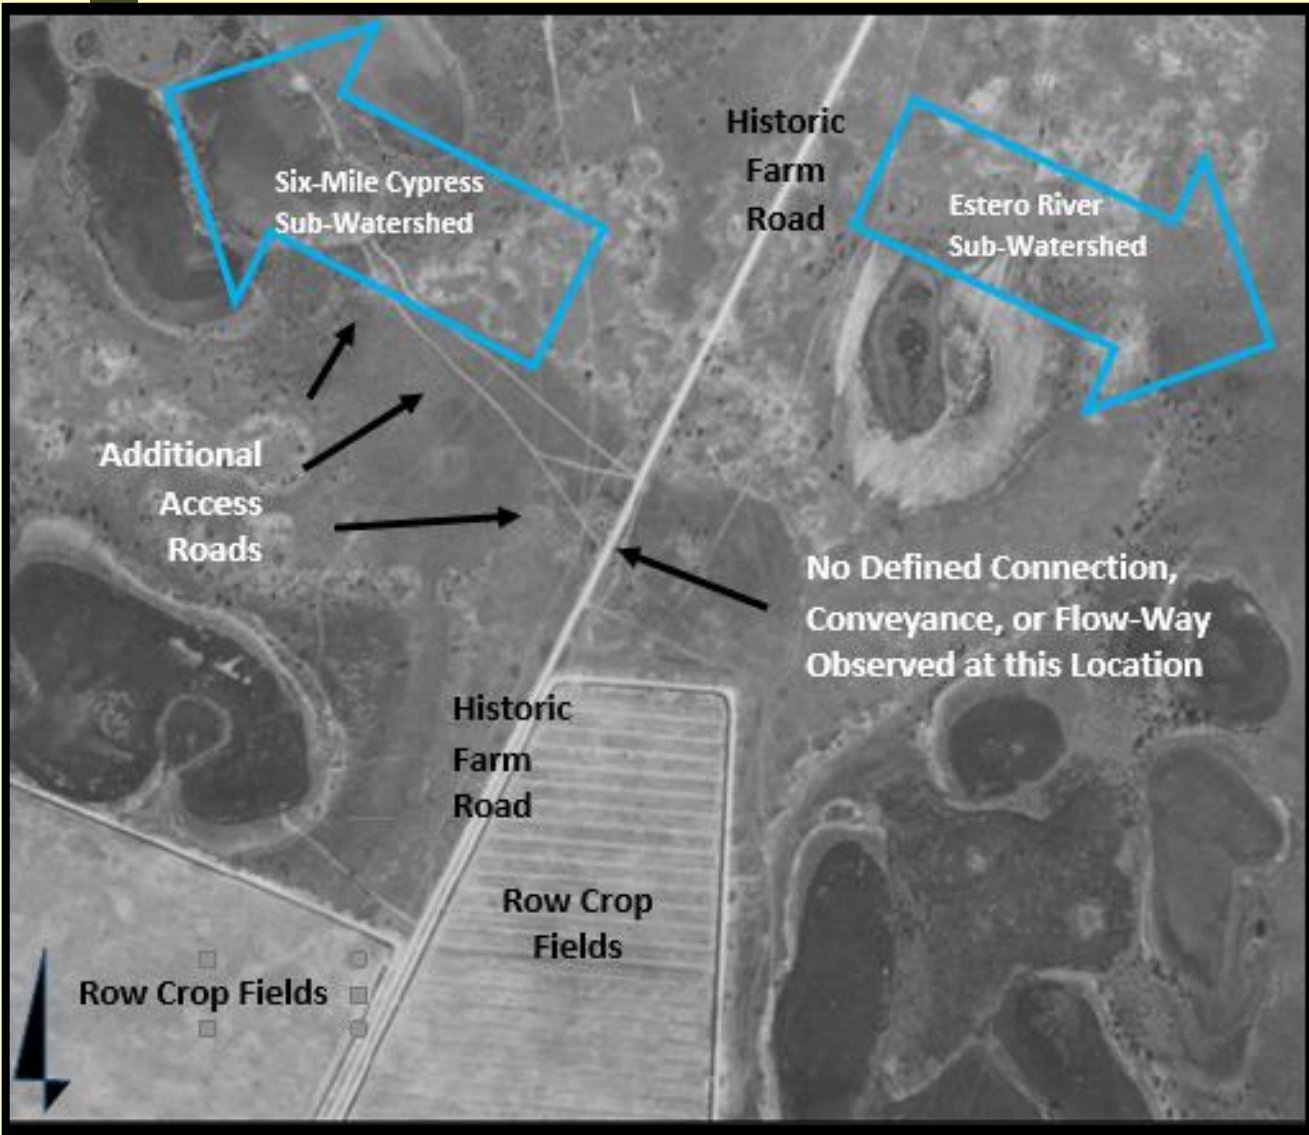 Historic
Farm
Road
Six-Mile Cypress
Sub-Watershed
Estero River
Sub-Watershed
Additional
Access
Roads
No Defined Connection,
Conveyance, or Flow-Way
Observed at this Location
Historic
Farm
Road
Row Crop
Fields
Row Crop Fields